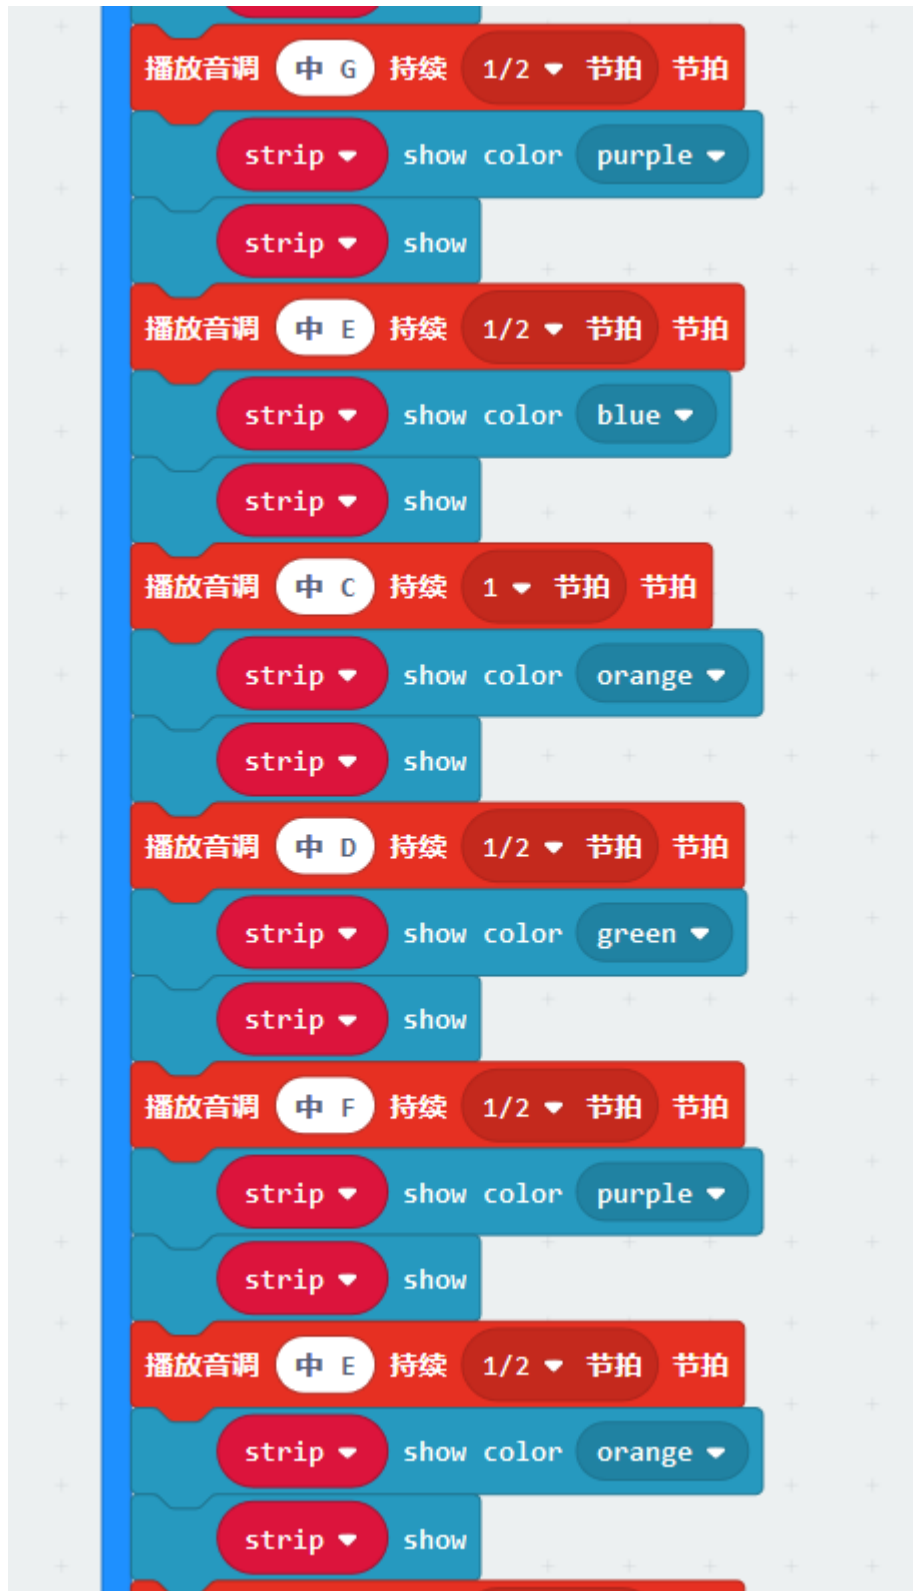 播放音调 中 G 持续 1/2 节拍 节拍
strip show color purple
strip show
播放音调 中 E 持续 1/2 节拍 节拍
strip show color blue
strip show
播放音调 中 C 持续 1 节拍 节拍
strip show color orange
strip show
播放音调 中 D 持续 1/2 节拍 节拍
strip show color green
strip show
播放音调 中 F 持续 1/2 节拍 节拍
strip show color purple
strip show
播放音调 中 E 持续 1/2 节拍 节拍
strip show color orange
strip show